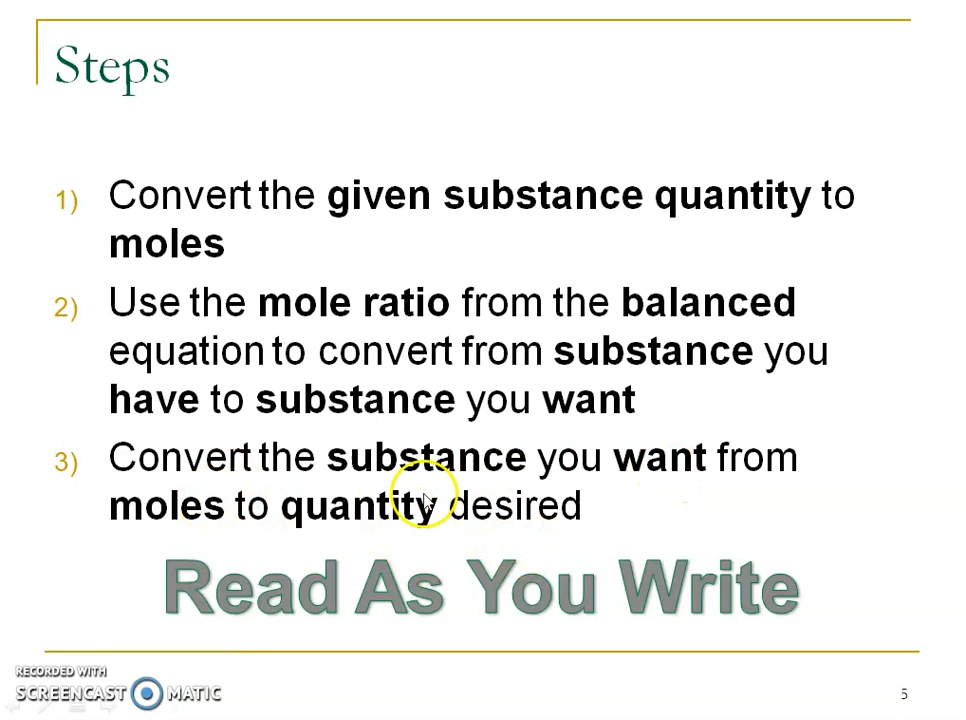 Steps
1) Convert the given substance quantity to
moles
2) Use the mole ratio from the balanced
equation to convert from substance you
have to substance you want
3) Convert the substance you want from
moles to quantity desired
Read As You Write
RECORDED WITH
SCREENCAST MATIC
5